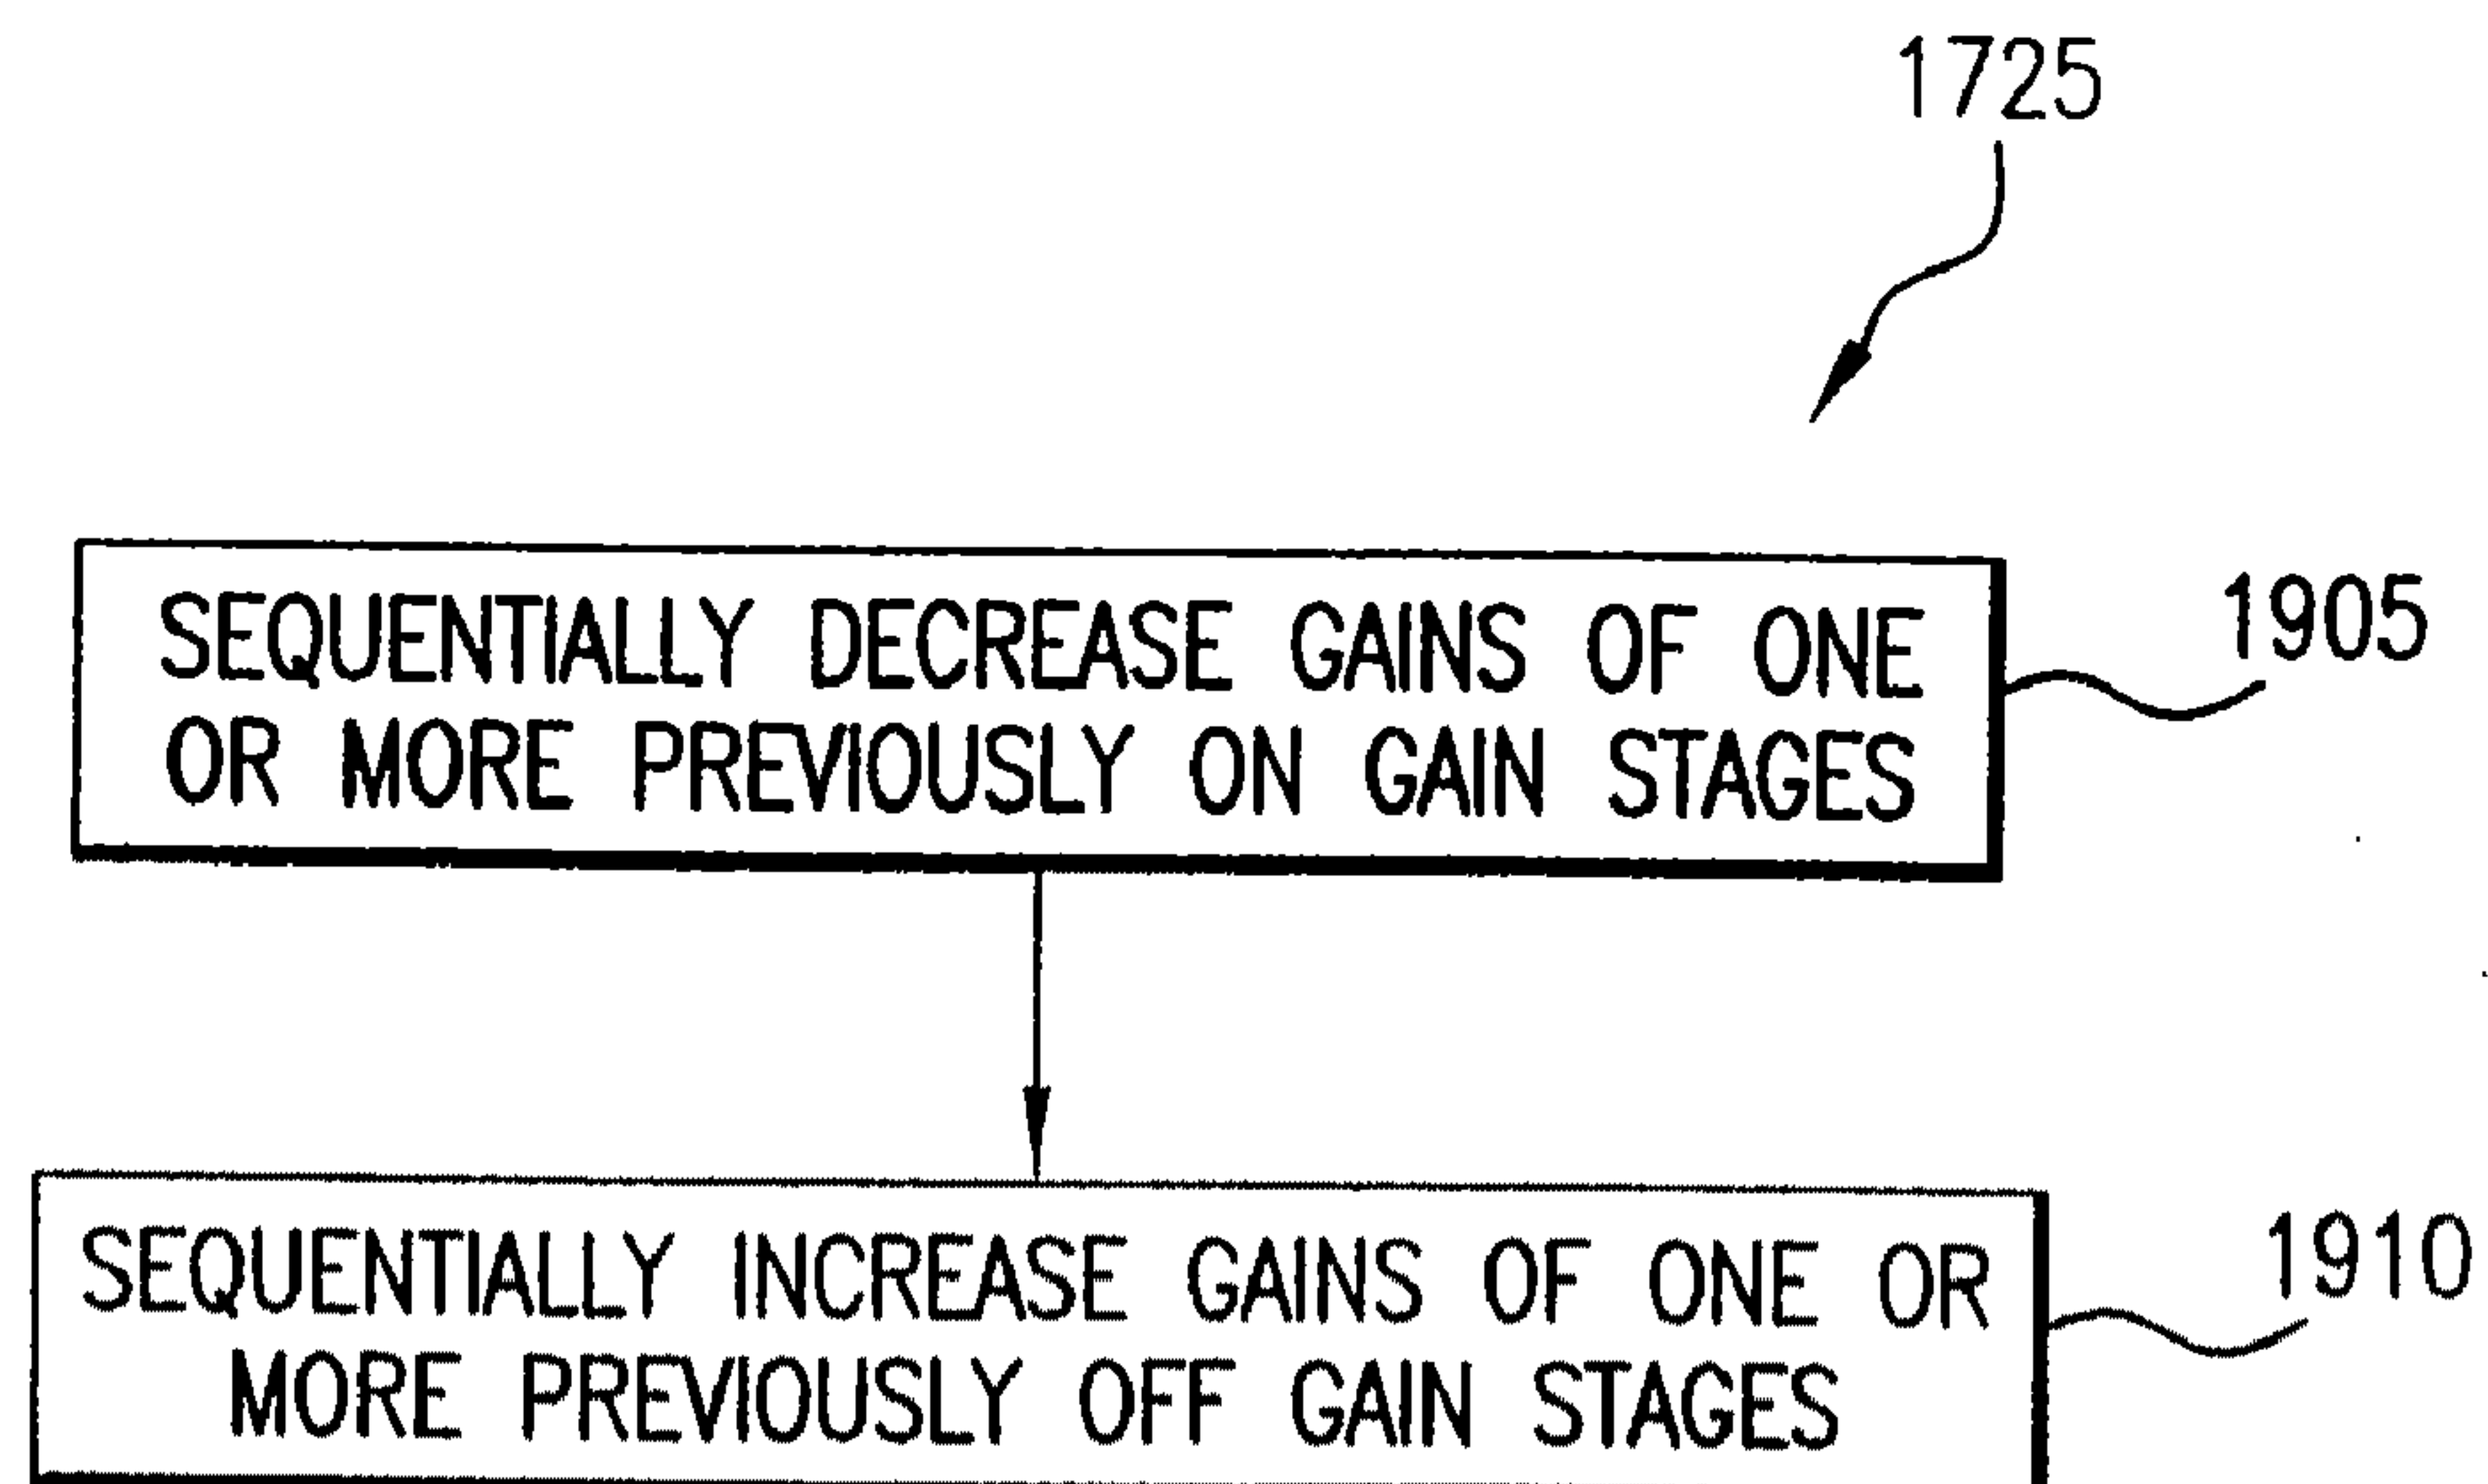 1725
SEQUENTIALLY DECREASE GAINS OF ONE
OR MORE PREVIOUSLY ON GAIN STAGES
1905
SEQUENTIALLY INCREASE GAINS OF ONE OR
MORE PREVIOUSLY OFF GAIN STAGES
1910